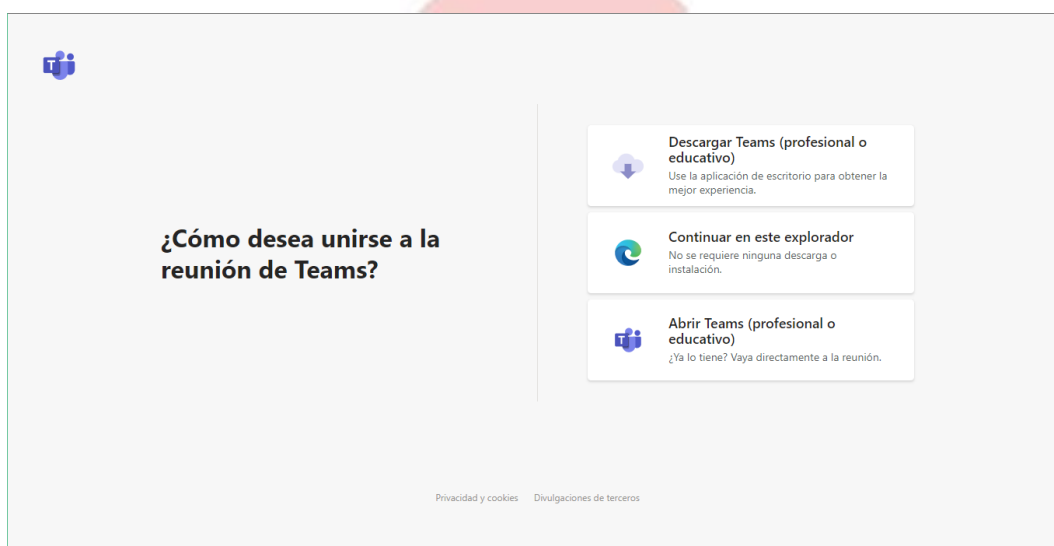 ¿Cómo desea unirse a la
reunión de Teams?
Descargar Teams (profesional o
educativo)
Use la aplicación de escritorio para obtener la
mejor experiencia.
Continuar en este explorador
No se requiere ninguna descarga o
instalación.
Abrir Teams (profesional o
educativo)
¿Ya lo tiene? Vaya directamente a la reunión.
Privacidad y cookies Divulgaciones de terceros